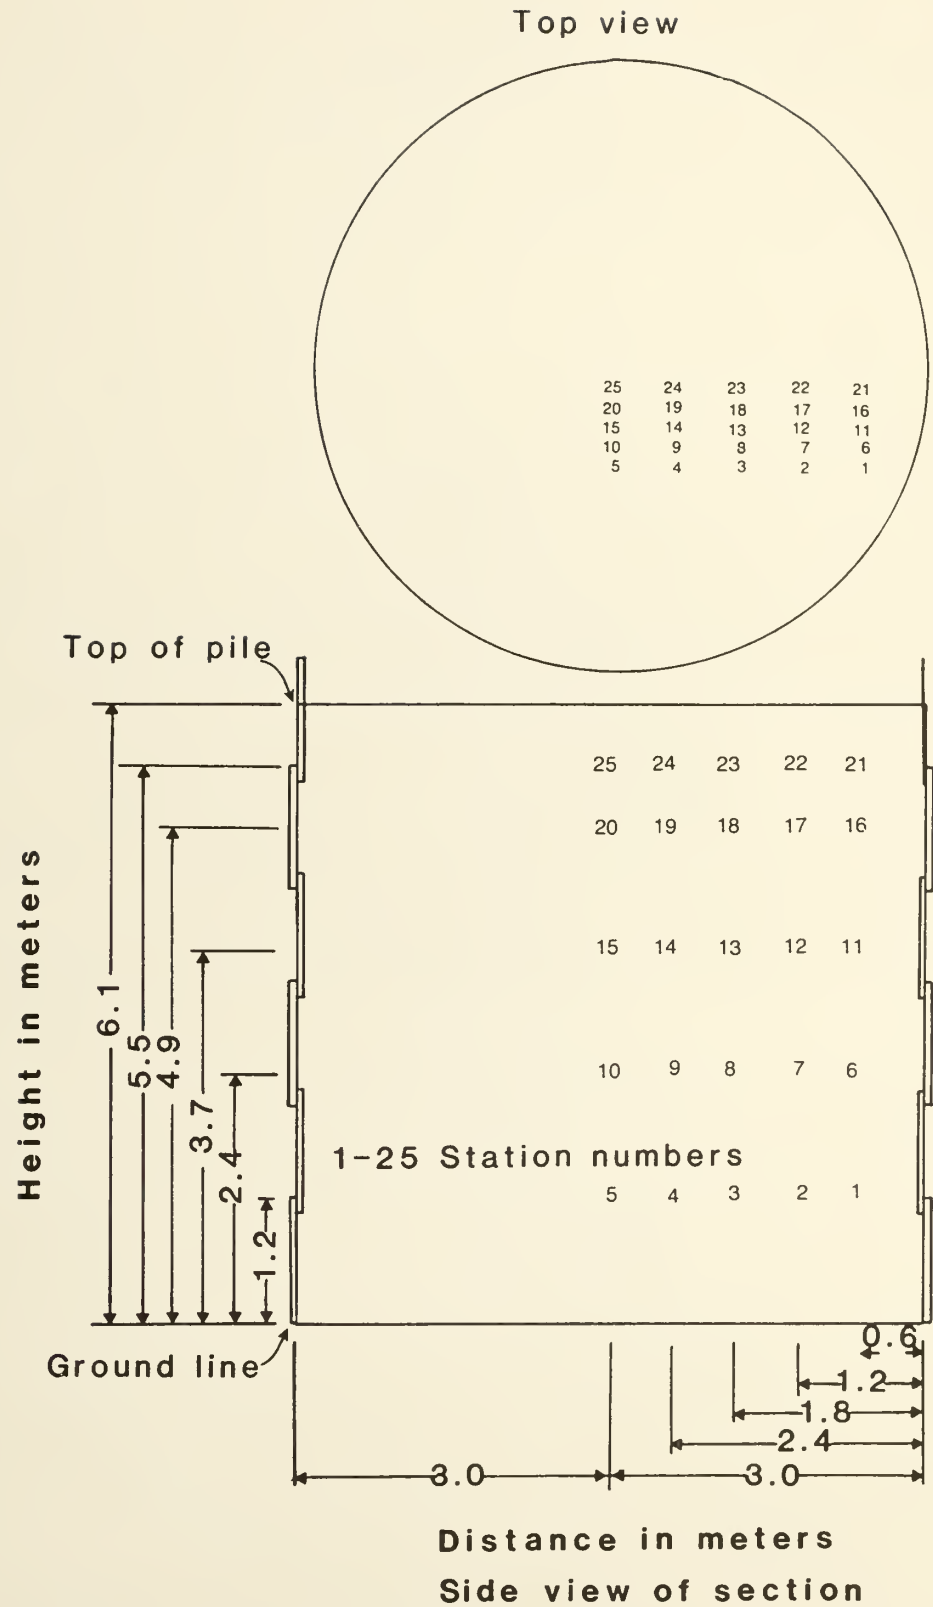 Top view
25 24 23 22 21
20 19 18 17 16
15 14 13 12 11
10 9 8 7 6
5 4 3 2 1
Top of pile
25 24 23 22 21
20 19 18 17 16
15 14 13 12 11
10 9 8 7 6
1-25 Station numbers
5 4 3 2 1
Height in meters
6.1
5.5
4.9
3.7
2.4
1.2
Ground line
0.6
1.2
1.8
2.4
3.0 3.0
Distance in meters
Side view of section